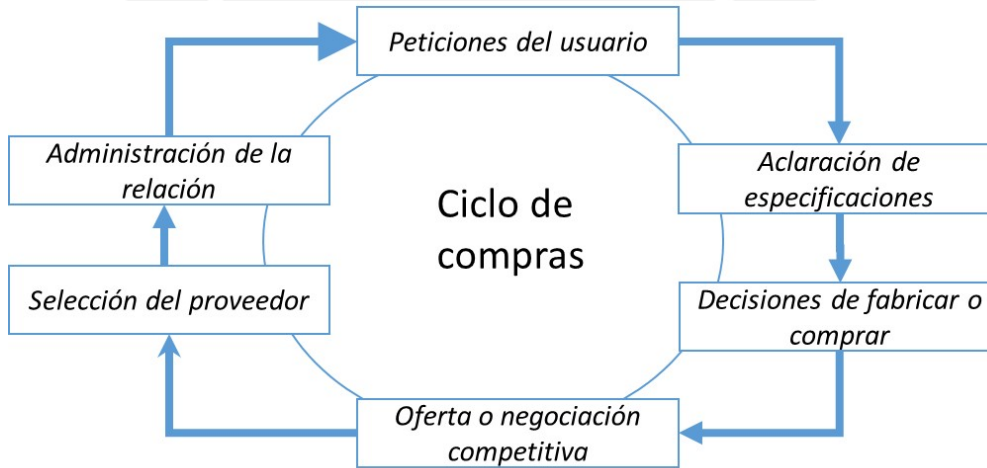 Peticiones del usuario
Aclaración de
especificaciones
Decisiones de fabricar o
comprar
Oferta o negociación
competitiva
Selección del proveedor
Administración de la
relación
Ciclo de
compras